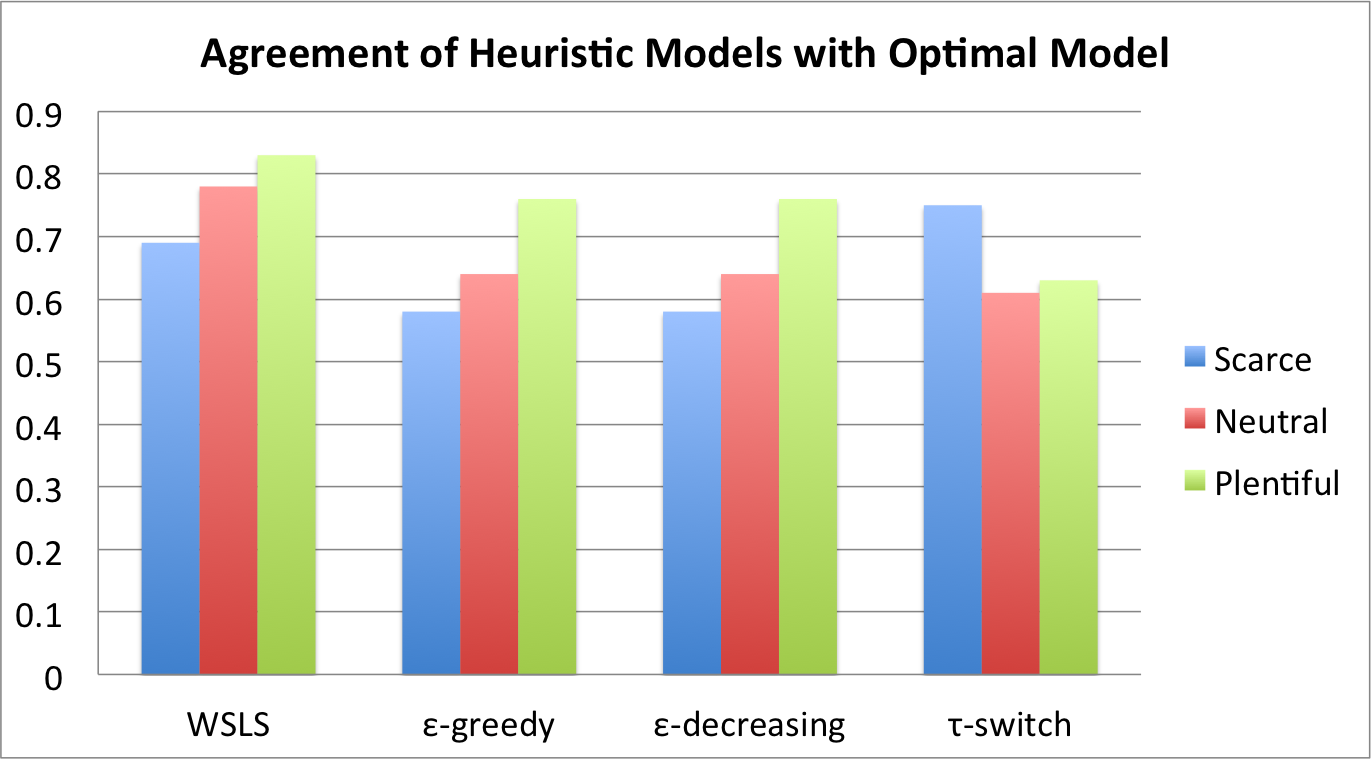 Agreement of Heuristic Models with Optimal Model
0.9
0.8
0.7
0.6
0.5
0.4
0.3
0.2
0.1
0
WSLS
ε-greedy
ε-decreasing
τ-switch
Scarce
Neutral
Plentiful